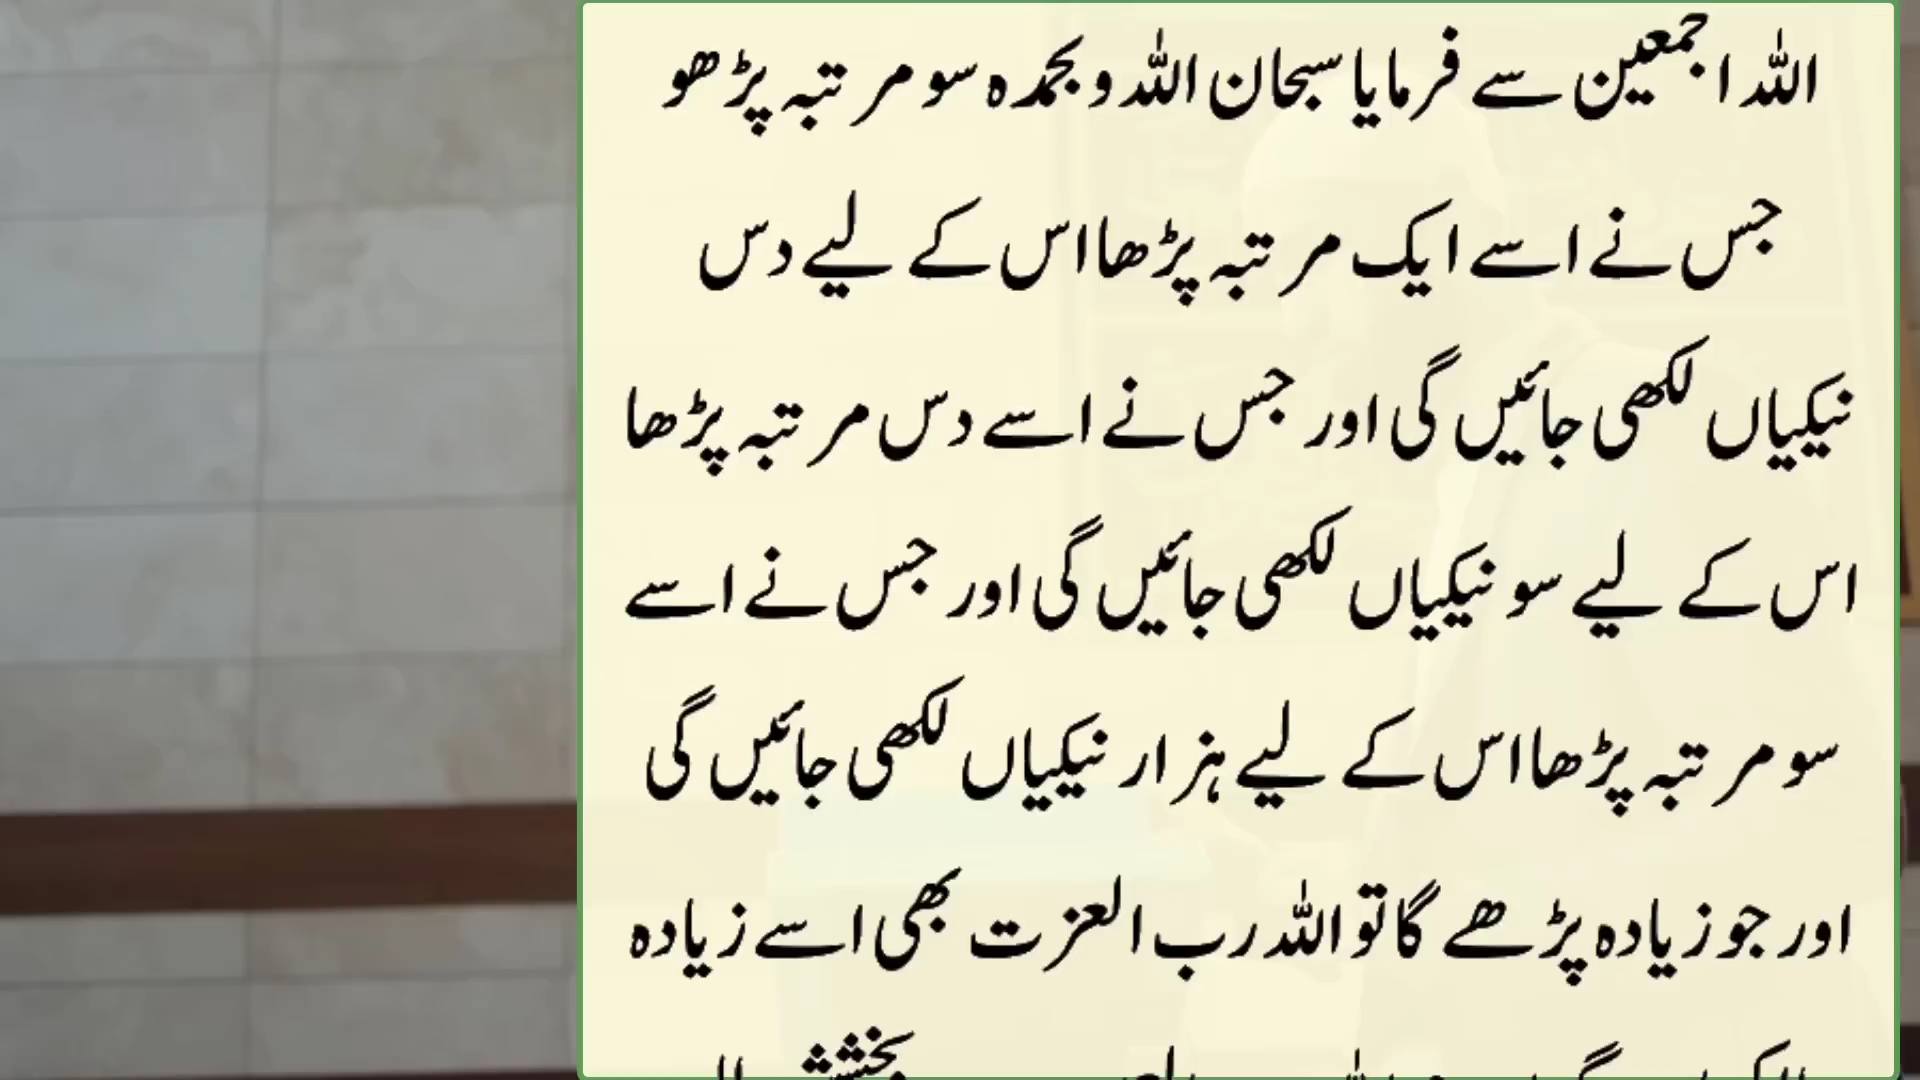 اللہ اجمعین سے فرمایا سبحان اللہ وبحمدہ سو مرتبہ پڑھو
جس نے اسے ایک مرتبہ پڑھا اس کے لیے دس
نیکیاں لکھی جائیں گی اور جس نے اسے دس مرتبہ پڑھا
اس کے لیے سو نیکیاں لکھی جائیں گی اور جس نے اسے
سو مرتبہ پڑھا اس کے لیے ہزار نیکیاں لکھی جائیں گی
اور جو زیادہ پڑھے گا تو اللہ رب العزت بھی اسے زیادہ